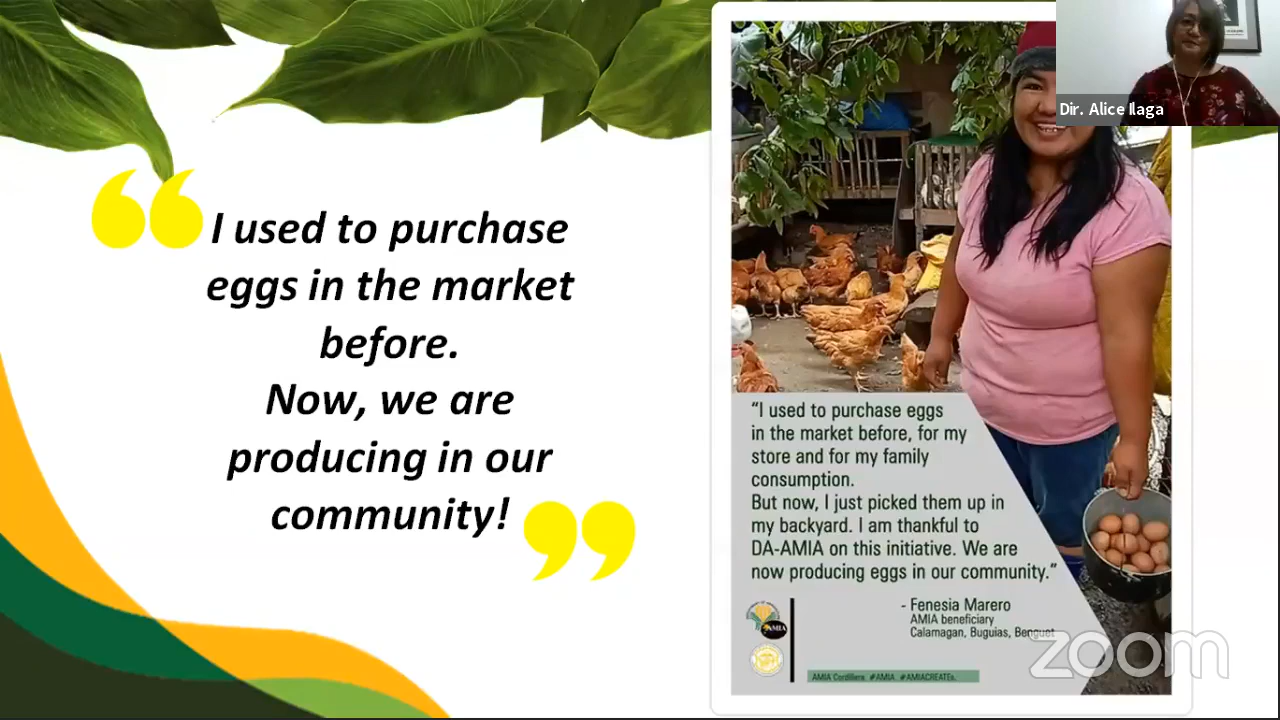 I used to purchase
eggs in the market
before.
Now, we are
producing in our
community!
Dir. Alice Ilaga
“I used to purchase eggs
in the market before, for my
store and for my family
consumption.
But now, I just picked them up in
my backyard. I am thankful to
DA-AMIA on this initiative. We are
now producing eggs in our community.”
- Fenesia Marero
AMIA beneficiary
Calamagan, Buguias, Benguet
AMIA
AMIA Cordillera. #AMIA. #AMIACREATEs.
zoom